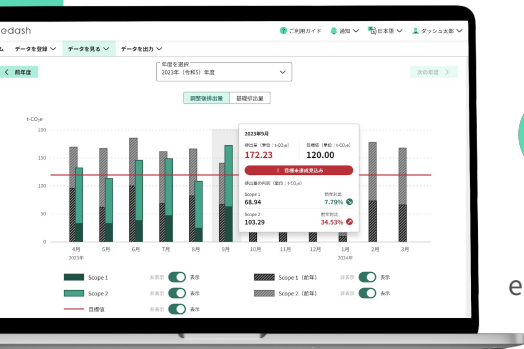 edash
ご利用ガイド 通知 日本語 ダッシュ太郎
ム データを登録 データを見る データを出力
前年度
年度を選択
2023年（令和5）年度
次年度
調整後排出量 基礎排出量
t-CO₂e
200
150
100
50
0
2023年9月
排出量（単位：t-CO₂e） 目標値（単位：t-CO₂e）
172.23 120.00
! 目標未達成見込み
排出量の内訳（単位：t-CO₂e）
Scope 1 前年対比
68.94 7.79%
Scope 2 前年対比
103.29 34.53%
4月 5月 6月 7月 8月 9月 10月 11月 12月 1月 2月 3月
2023年 2024年
Scope 1 非表示 表示 Scope 1（前年） 非表示 表示
Scope 2 非表示 表示 Scope 2（前年） 非表示 表示
目標値 非表示 表示
e